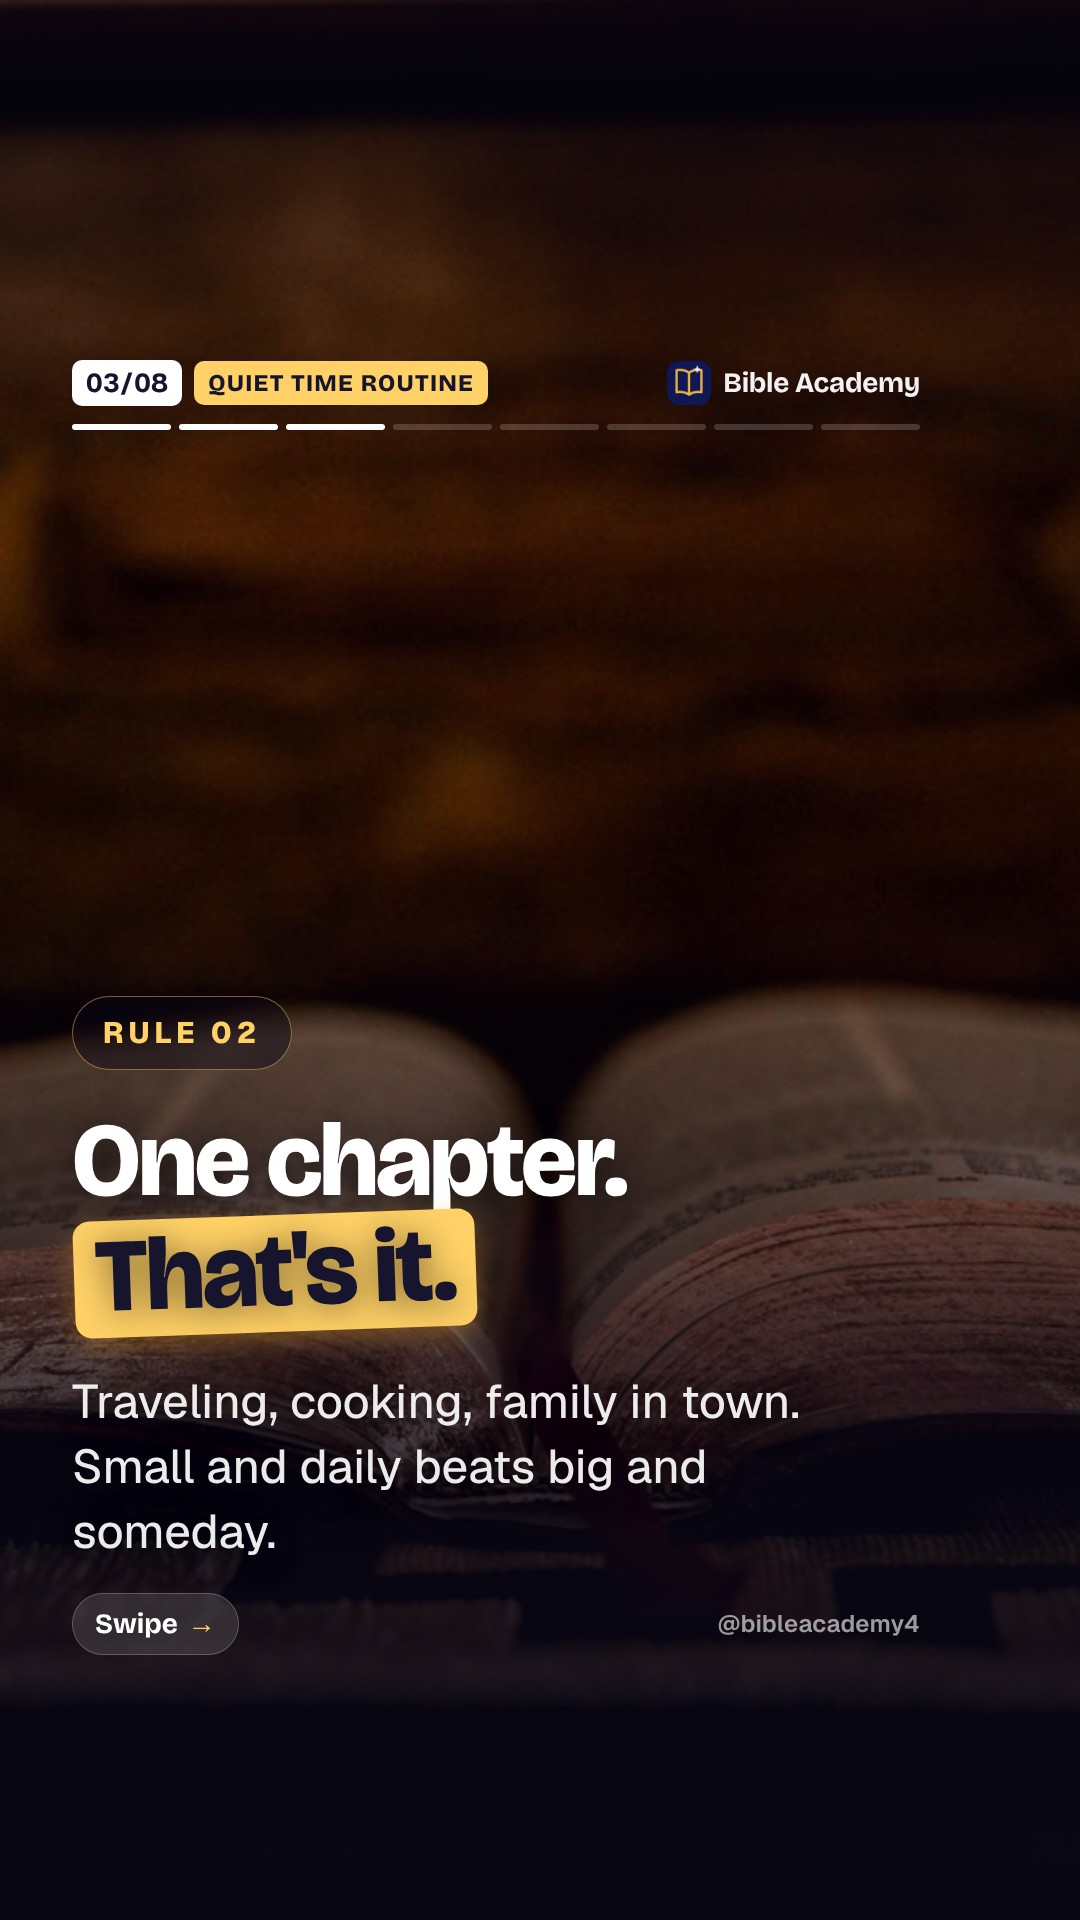 03/08 QUIET TIME ROUTINE Bible Academy
RULE 02
One chapter.
That's it.
Traveling, cooking, family in town.
Small and daily beats big and
someday.
Swipe → @bibleacademy4